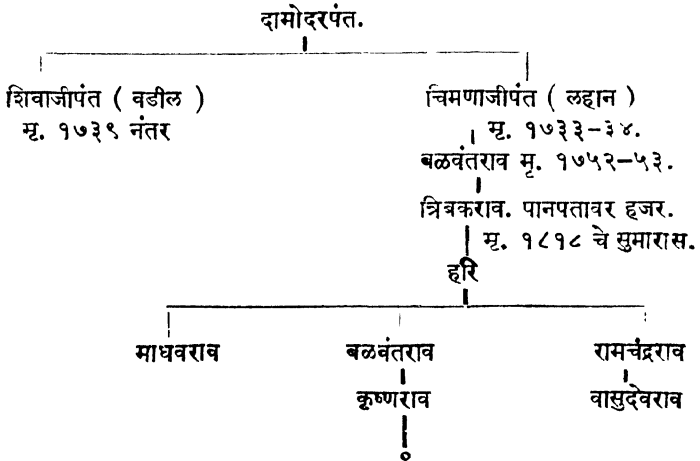 दामोदरपंत.
शिवाजीपंत ( वडील ) चिमणाजीपंत ( लहान )
मृ. १७३९ नंतर मृ. १७३३-३४.
बळवंतराव मृ. १७५२-५३.
त्रिंबकराव. पानपतावर हजर.
मृ. १८१८ चे सुमारास.
हरि
माधवराव बळवंतराव रामचंद्रराव
कृष्णराव वासुदेवराव
०